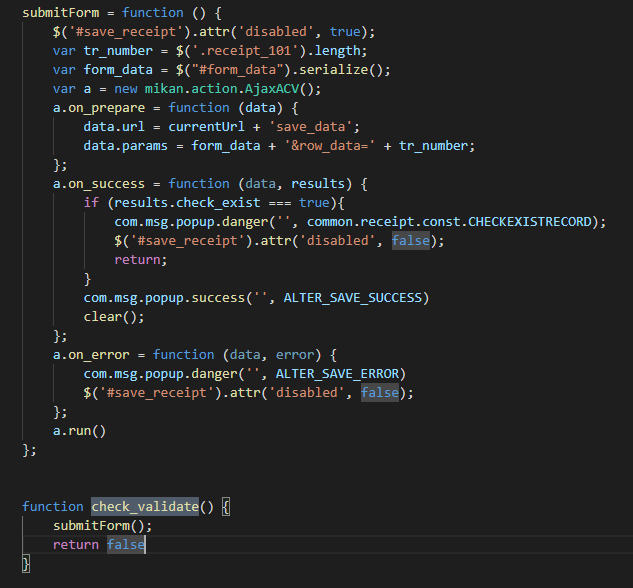 submitForm = function () {
    $('#save_receipt').attr('disabled', true);
    var tr_number = $('.receipt_101').length;
    var form_data = $("#form_data").serialize();
    var a = new mikan.action.AjaxACV();
    a.on_prepare = function (data) {
        data.url = currentUrl + 'save_data';
        data.params = form_data + '&row_data=' + tr_number;
    };
    a.on_success = function (data, results) {
        if (results.check_exist === true){
            com.msg.popup.danger('', common.receipt.const.CHECKEXISTRECORD);
            $('#save_receipt').attr('disabled', false);
            return;
        }
        com.msg.popup.success('', ALTER_SAVE_SUCCESS)
        clear();
    };
    a.on_error = function (data, error) {
        com.msg.popup.danger('', ALTER_SAVE_ERROR)
        $('#save_receipt').attr('disabled', false);
    };
    a.run()
};
function check_validate() {
    submitForm();
    return false
}